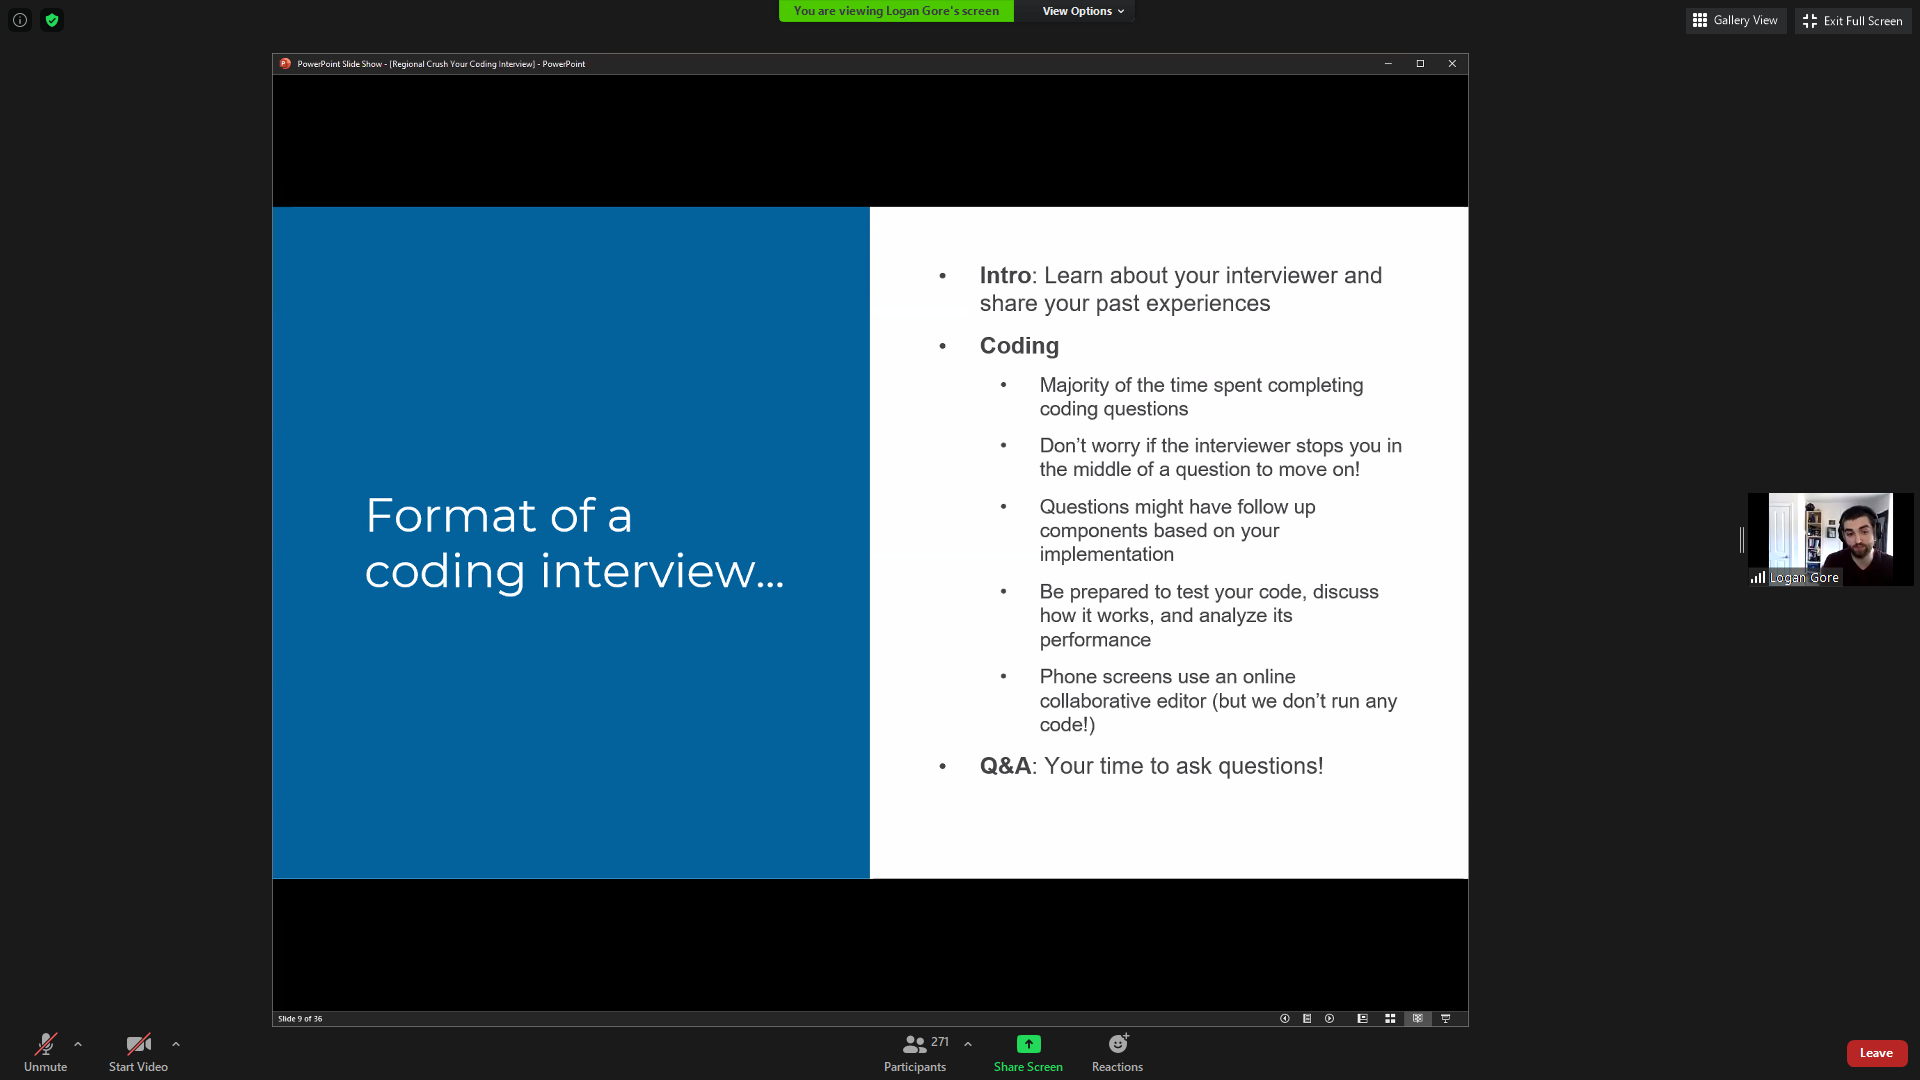 You are viewing Logan Gore's screen
View Options
Gallery View
Exit Full Screen
PowerPoint Slide Show - [Regional Crush Your Coding Interview] - PowerPoint
Format of a
coding interview...
• Intro: Learn about your interviewer and
share your past experiences
• Coding
• Majority of the time spent completing
coding questions
• Don’t worry if the interviewer stops you in
the middle of a question to move on!
• Questions might have follow up
components based on your
implementation
• Be prepared to test your code, discuss
how it works, and analyze its
performance
• Phone screens use an online
collaborative editor (but we don’t run any
code!)
• Q&A: Your time to ask questions!
Logan Gore
Slide 9 of 36
Unmute
Start Video
271
Participants
Share Screen
Reactions
Leave